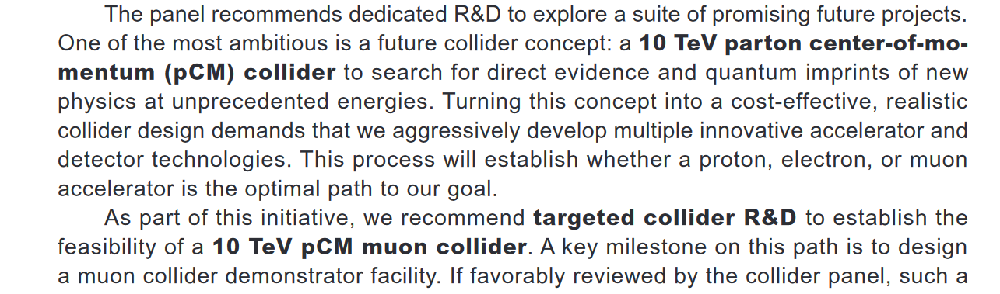 The panel recommends dedicated R&D to explore a suite of promising future projects.
One of the most ambitious is a future collider concept: a 10 TeV parton center-of-mo-
mentum (pCM) collider to search for direct evidence and quantum imprints of new
physics at unprecedented energies. Turning this concept into a cost-effective, realistic
collider design demands that we aggressively develop multiple innovative accelerator and
detector technologies. This process will establish whether a proton, electron, or muon
accelerator is the optimal path to our goal.
As part of this initiative, we recommend targeted collider R&D to establish the
feasibility of a 10 TeV pCM muon collider. A key milestone on this path is to design
a muon collider demonstrator facility. If favorably reviewed by the collider panel, such a